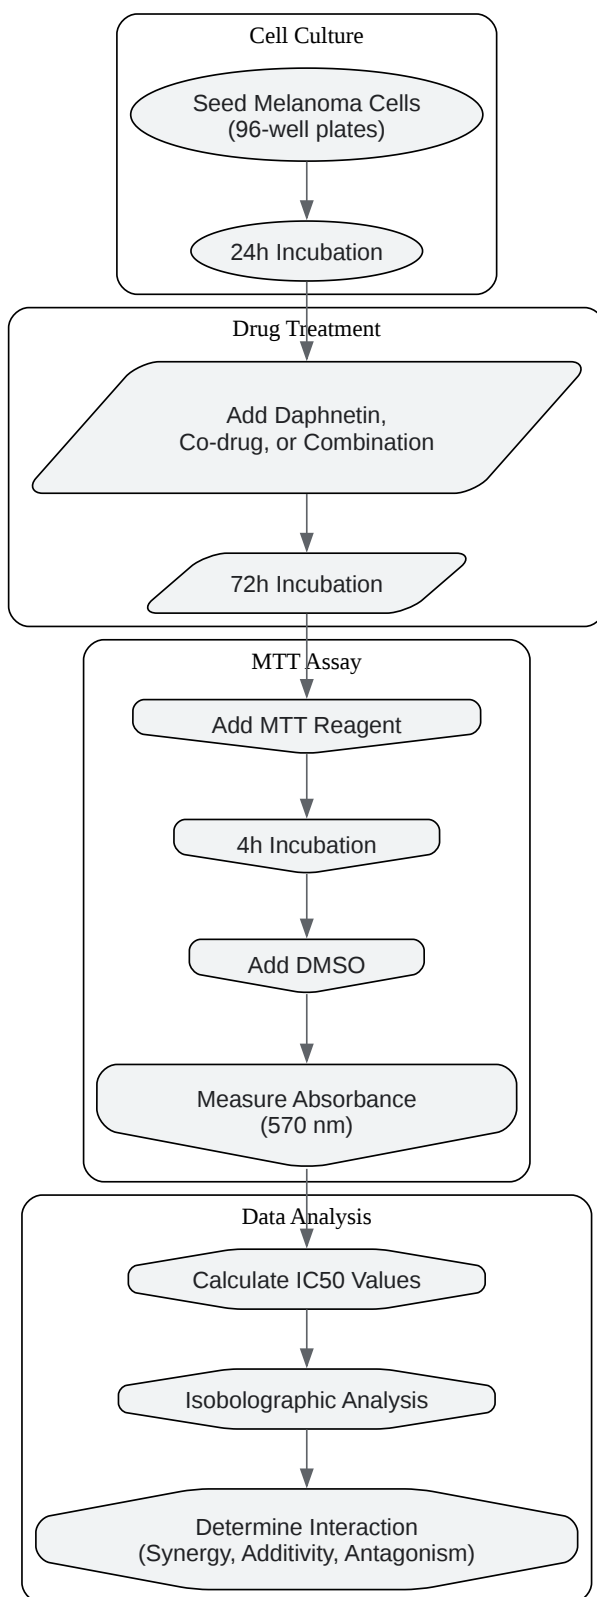 Cell Culture
Seed Melanoma Cells
(96-well plates)
24h Incubation
Drug Treatment
Add Daphnetin,
Co-drug, or Combination
72h Incubation
MTT Assay
Add MTT Reagent
4h Incubation
Add DMSO
Measure Absorbance
(570 nm)
Data Analysis
Calculate IC50 Values
Isobolographic Analysis
Determine Interaction
(Synergy, Additivity, Antagonism)